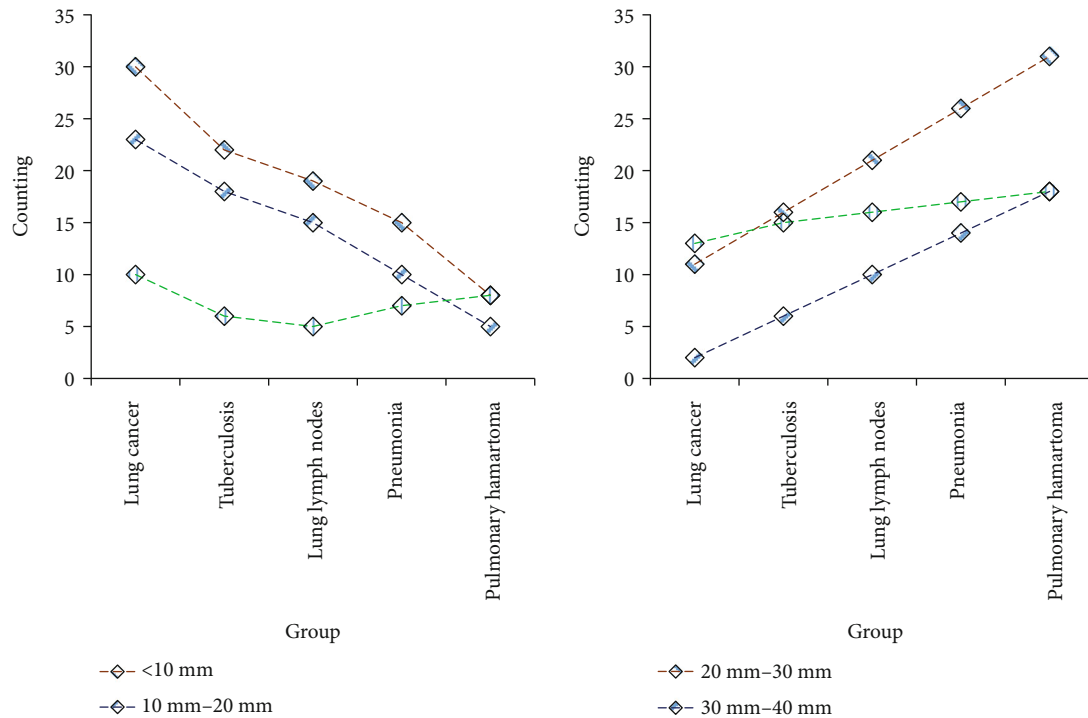 35
30
25
20
15
10
5
0
Counting
Lung cancer
Tuberculosis
Lung lymph nodes
Pneumonia
Pulmonary hamartoma
Group
<10 mm
10 mm–20 mm
35
30
25
20
15
10
5
0
Counting
Lung cancer
Tuberculosis
Lung lymph nodes
Pneumonia
Pulmonary hamartoma
Group
20 mm–30 mm
30 mm–40 mm